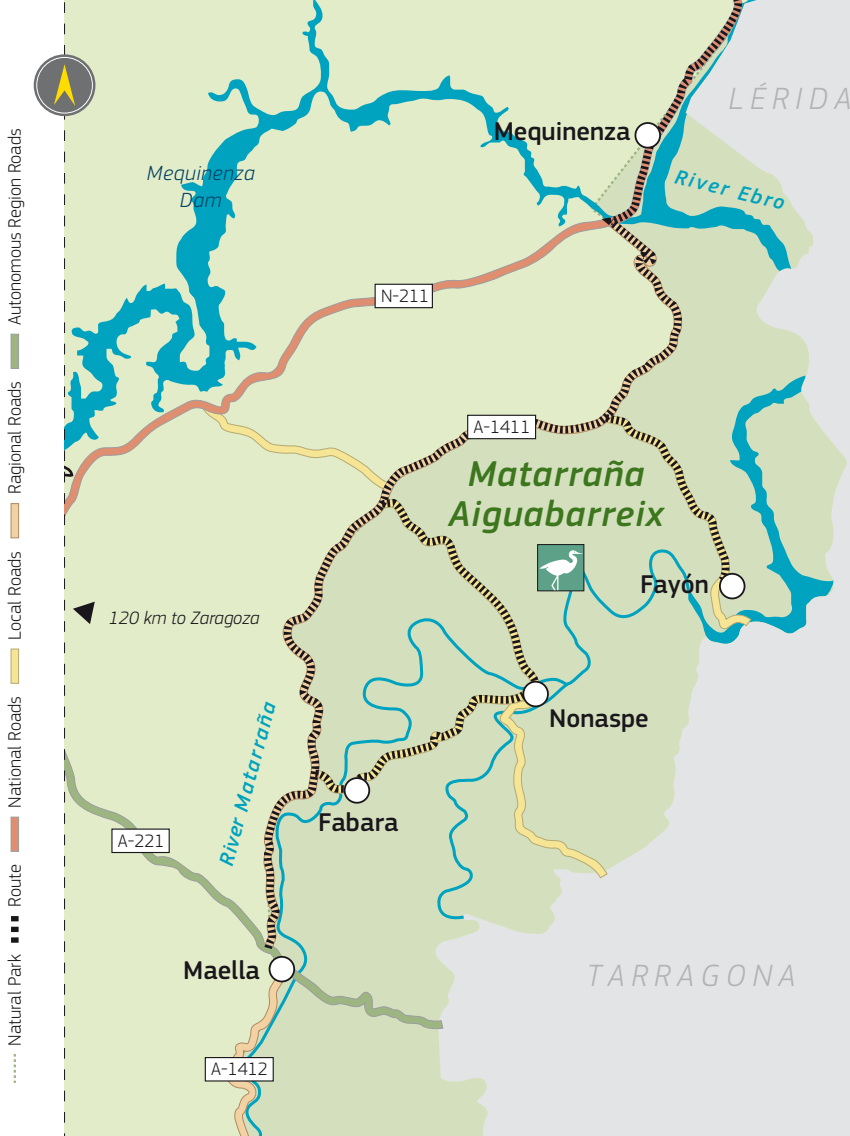 LÉRIDA
Mequinenza
River Ebro
Mequinenza
Dam
N-211
A-1411
Matarraña
Aiguabarreix
Fayón
120 km to Zaragoza
Nonaspe
River Matarraña
Fabara
A-221
Maella
TARRAGONA
A-1412
Natural Park
Route
National Roads
Local Roads
Ragional Roads
Autonomous Region Roads